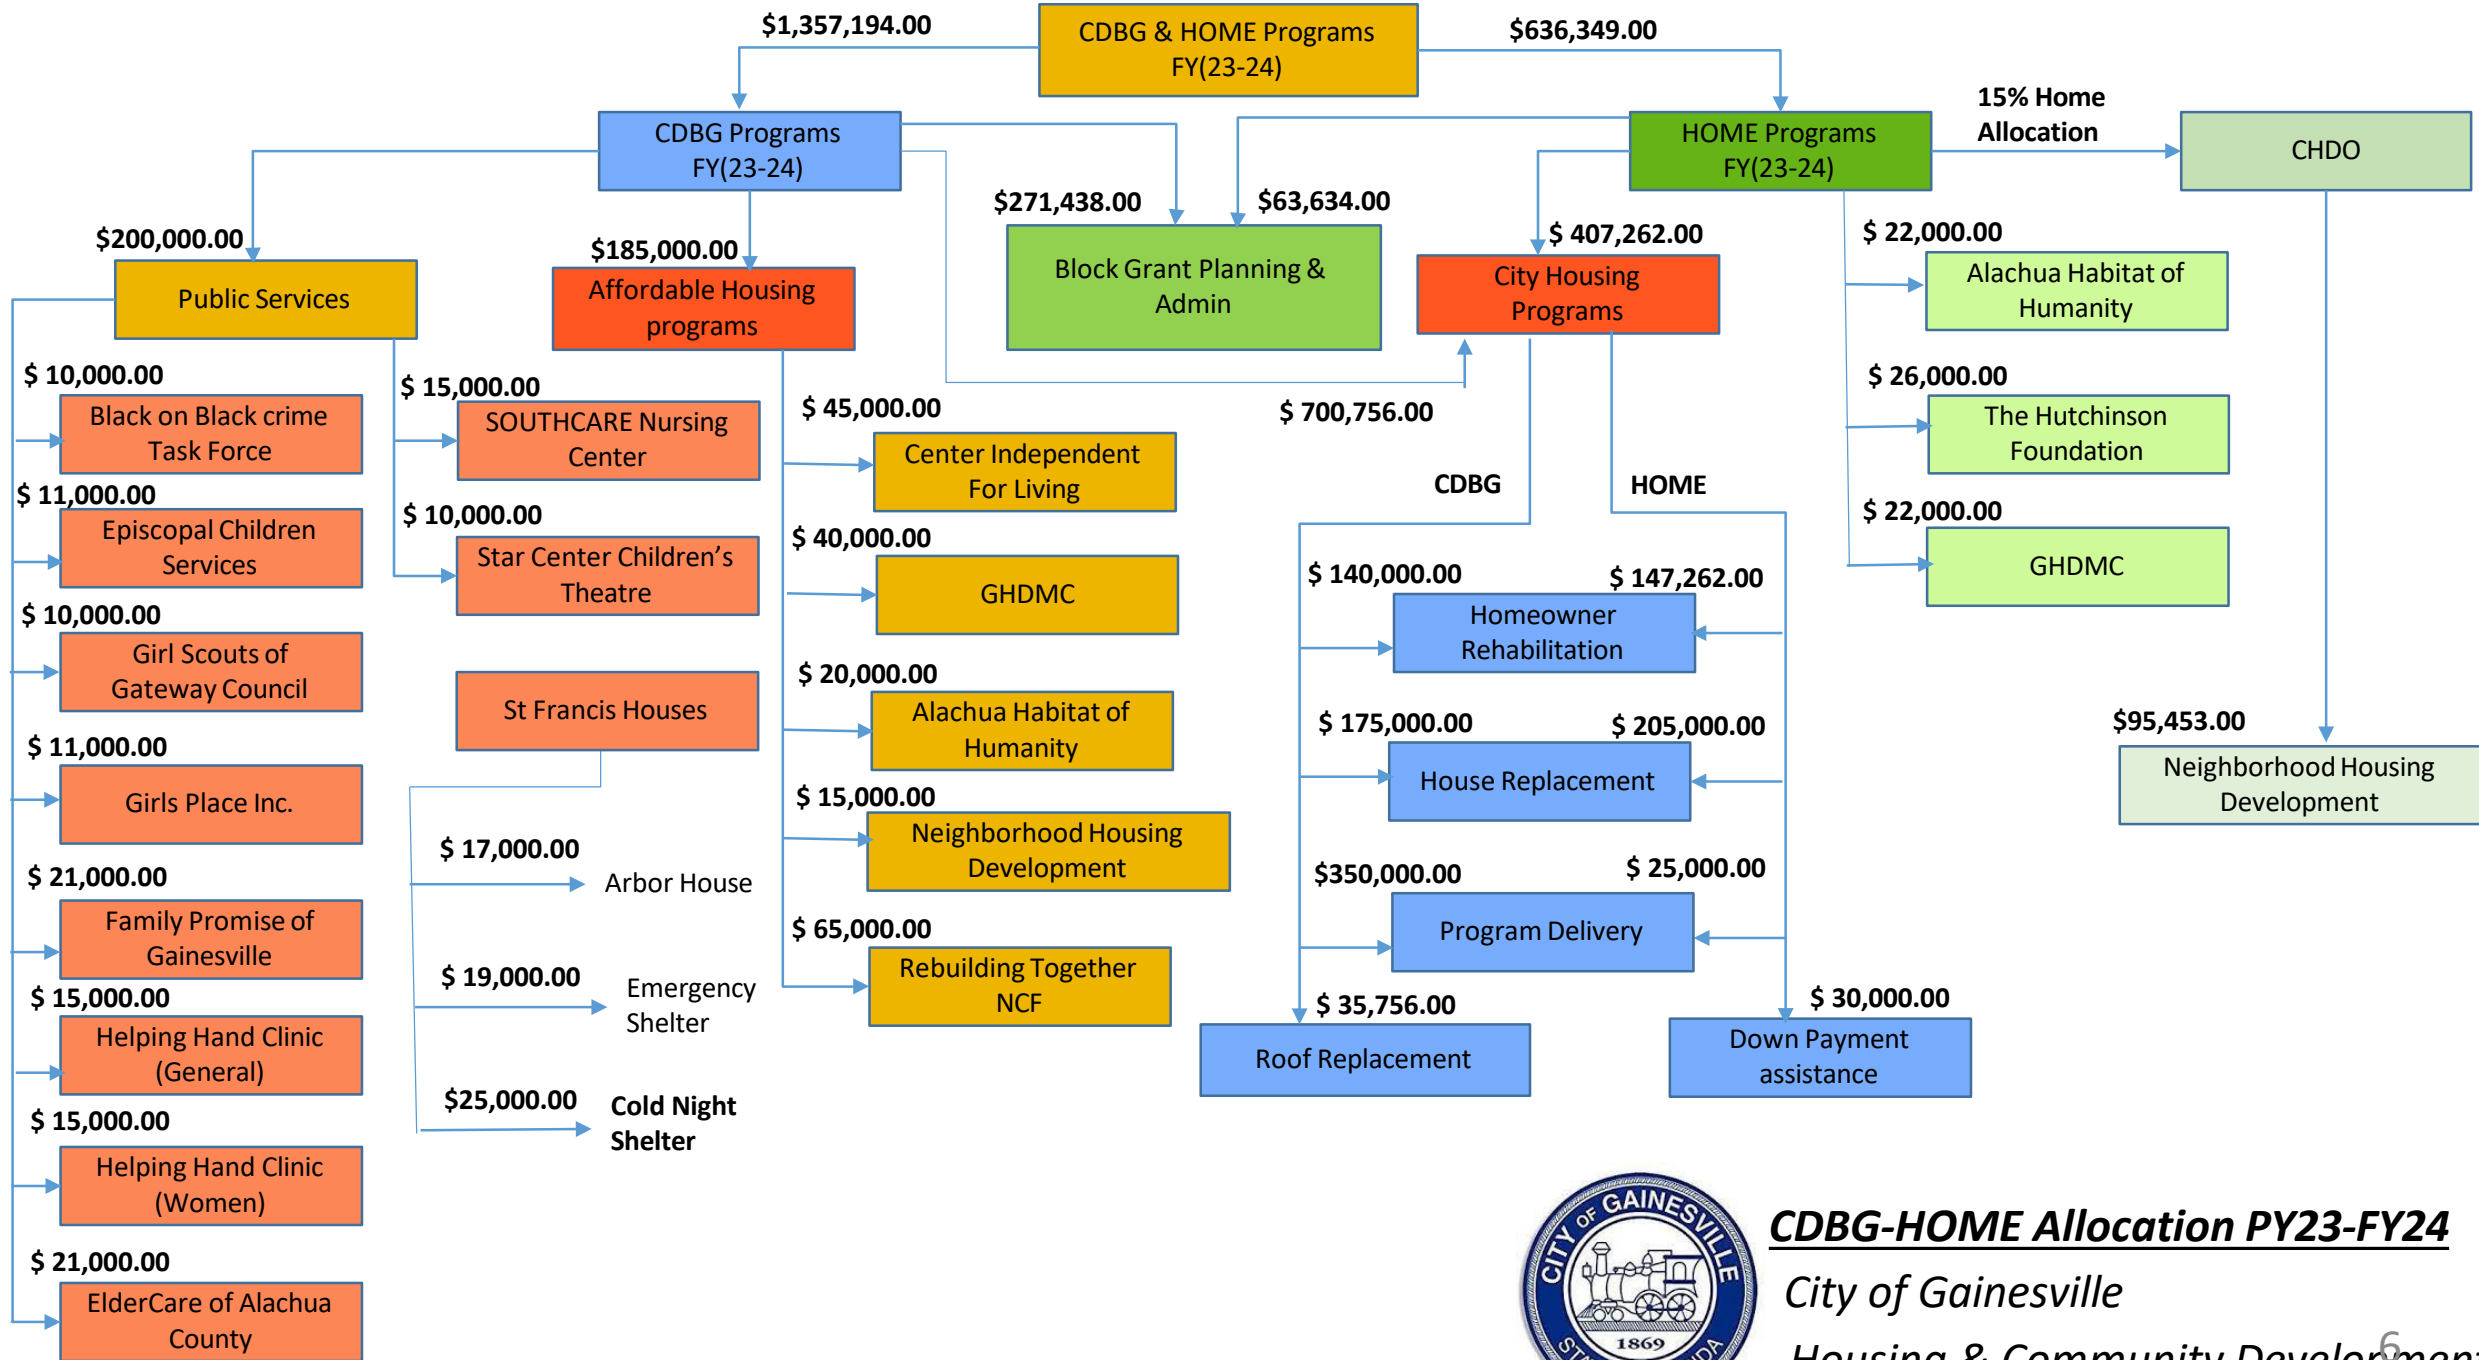 $1,357,194.00
CDBG & HOME Programs
FY(23-24)
$636,349.00
CDBG Programs
FY(23-24)
HOME Programs
FY(23-24)
15% Home
Allocation
CHDO
$200,000.00
Public Services
$185,000.00
Affordable Housing
programs
$271,438.00
$63,634.00
Block Grant Planning &
Admin
$ 407,262.00
City Housing
Programs
$ 700,756.00
$ 22,000.00
Alachua Habitat of
Humanity
$ 26,000.00
The Hutchinson
Foundation
$ 22,000.00
GHDMC
$95,453.00
Neighborhood Housing
Development
$ 10,000.00
Black on Black crime
Task Force
$ 11,000.00
Episcopal Children
Services
$ 10,000.00
Girl Scouts of
Gateway Council
$ 11,000.00
Girls Place Inc.
$ 21,000.00
Family Promise of
Gainesville
$ 15,000.00
Helping Hand Clinic
(General)
$ 15,000.00
Helping Hand Clinic
(Women)
$ 21,000.00
ElderCare of Alachua
County
$ 15,000.00
SOUTHCARE Nursing
Center
$ 10,000.00
Star Center Children’s
Theatre
St Francis Houses
$ 17,000.00
Arbor House
$ 19,000.00
Emergency
Shelter
$25,000.00
Cold Night
Shelter
$ 45,000.00
Center Independent
For Living
$ 40,000.00
GHDMC
$ 20,000.00
Alachua Habitat of
Humanity
$ 15,000.00
Neighborhood Housing
Development
$ 65,000.00
Rebuilding Together
NCF
CDBG
HOME
$ 140,000.00
$ 147,262.00
Homeowner
Rehabilitation
$ 175,000.00
$ 205,000.00
House Replacement
$350,000.00
$ 25,000.00
Program Delivery
$ 35,756.00
Roof Replacement
$ 30,000.00
Down Payment
assistance
CITY OF GAINESVILLE
1869
CDBG-HOME Allocation PY23-FY24
City of Gainesville
Housing & Community Development
6